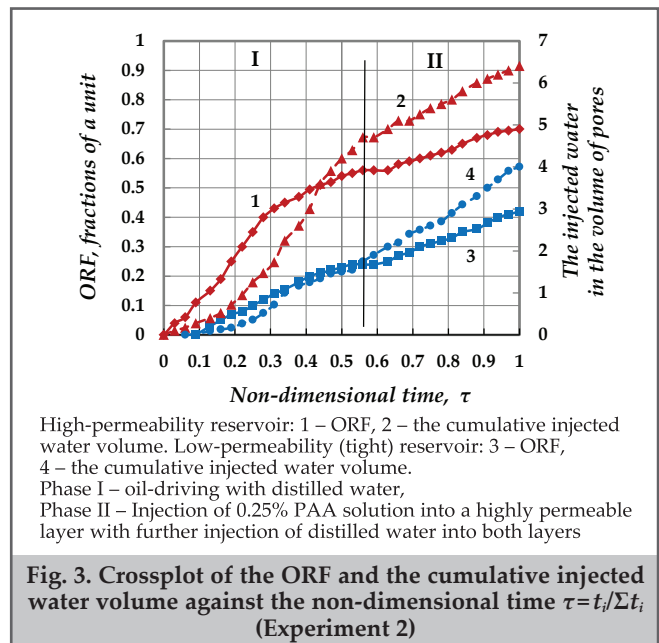 1
0.9
0.8
0.7
0.6
0.5
0.4
0.3
0.2
0.1
0
ORF, fractions of a unit
I
II
1
2
3
4
7
6
5
4
3
2
1
0
The injected water
in the volume of pores
0 0.1 0.2 0.3 0.4 0.5 0.6 0.7 0.8 0.9 1
Non-dimensional time, τ
High-permeability reservoir: 1 – ORF, 2 – the cumulative injected
water volume. Low-permeability (tight) reservoir: 3 – ORF,
4 – the cumulative injected water volume.
Phase I – oil-driving with distilled water,
Phase II – Injection of 0.25% PAA solution into a highly permeable
layer with further injection of distilled water into both layers
Fig. 3. Crossplot of the ORF and the cumulative injected
water volume against the non-dimensional time τ=ti/Σti
(Experiment 2)